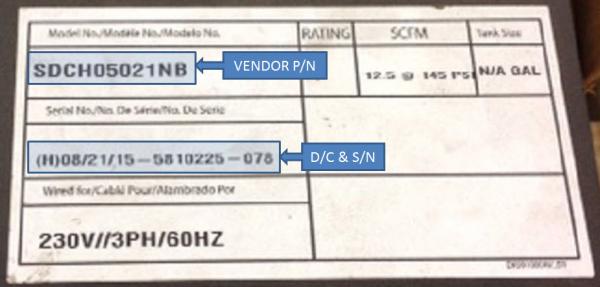 Model No./Modèle No./Modelo No.
RATING
SCFM
Tank Size
SDCH05021NB
VENDOR P/N
12.5 @ 145 PSI
N/A GAL
Serial No./No. De Série/No. De Serie
(H)08/21/15-5810225-078
D/C & S/N
Wired for/Cablé Pour/Alambrado Por
230V//3PH/60HZ